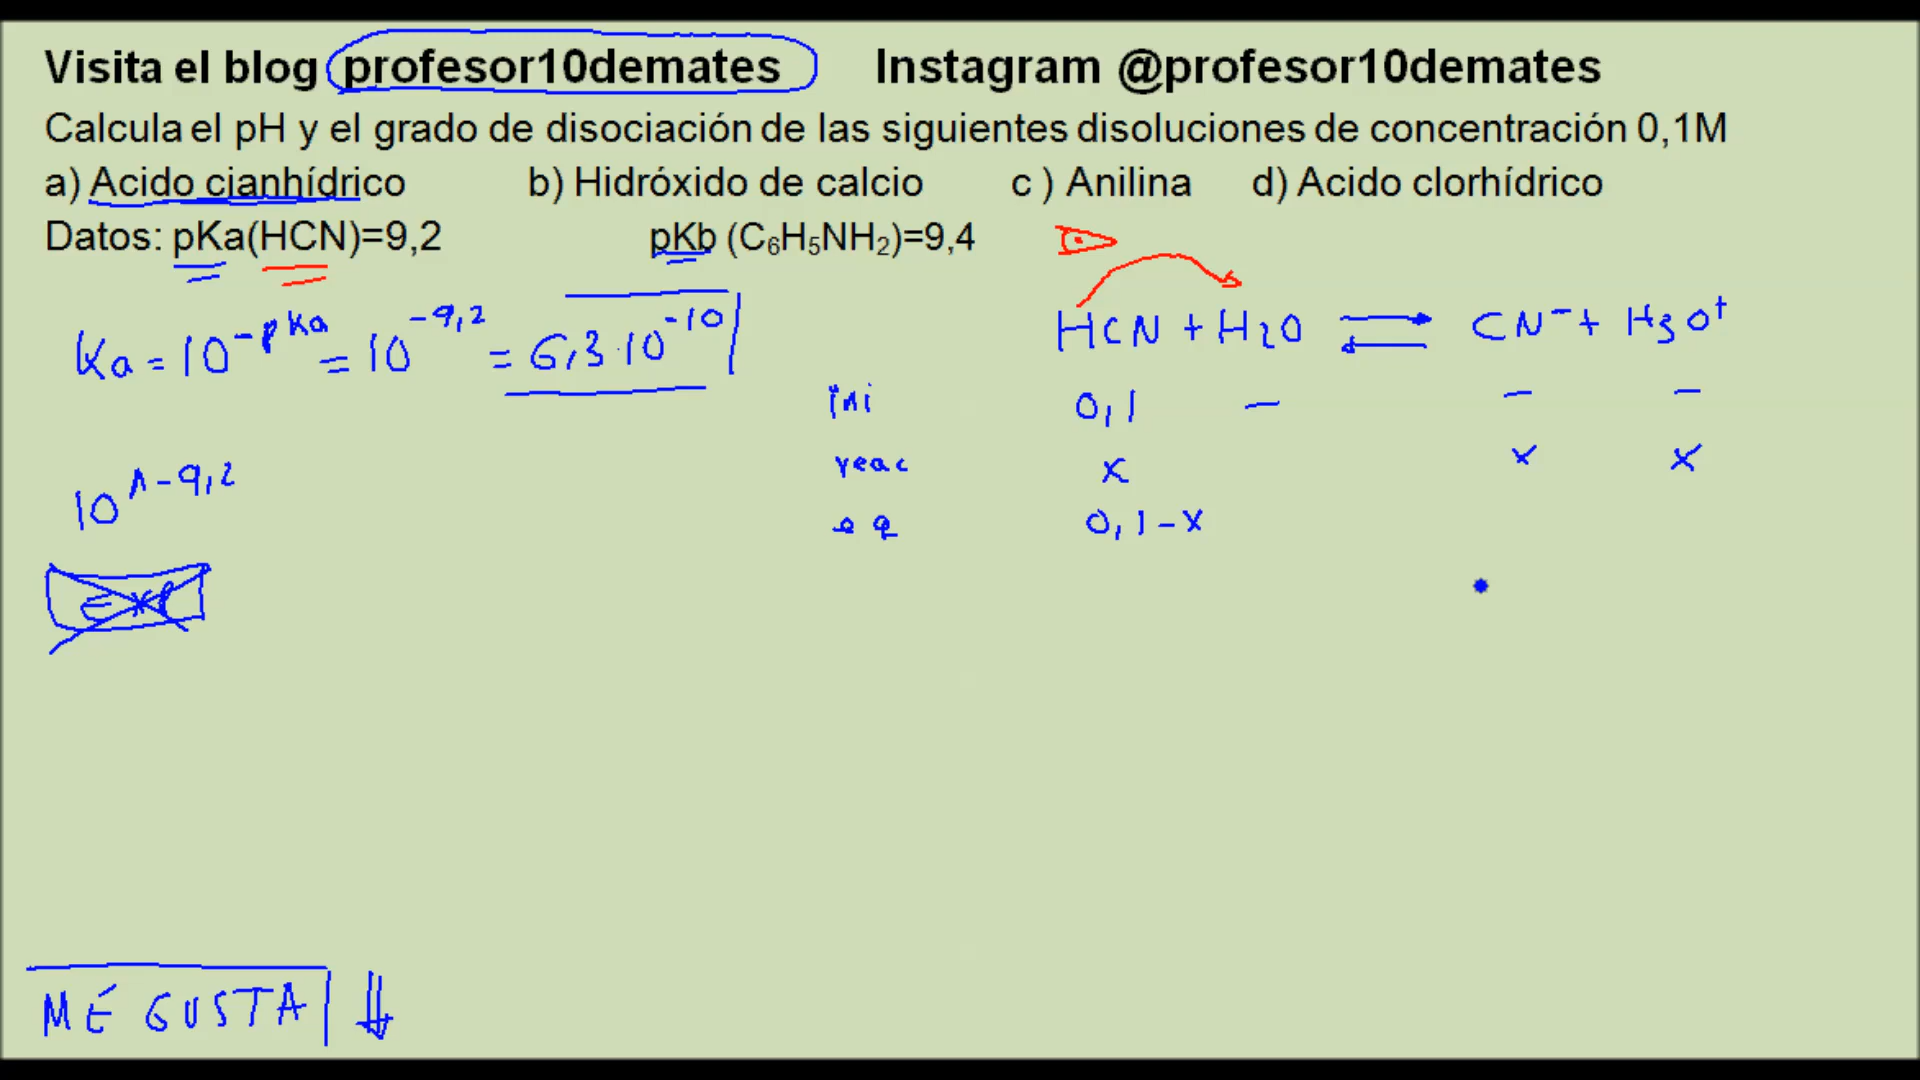 Visita el blog profesor10demates Instagram @profesor10demates
Calcula el pH y el grado de disociación de las siguientes disoluciones de concentración 0,1M
a) Acido cianhídrico b) Hidróxido de calcio c ) Anilina d) Acido clorhídrico
Datos: pKa(HCN)=9,2 pKb (C₆H₅NH₂)=9,4
Ka = 10^-pKa = 10^-9,2 = 6,3·10^-10
HCN + H2O ⇌ CN⁻ + H3O⁺
ini 0,1 – – –
reac x x x
eq 0,1-x
10^-9,2
ME GUSTA